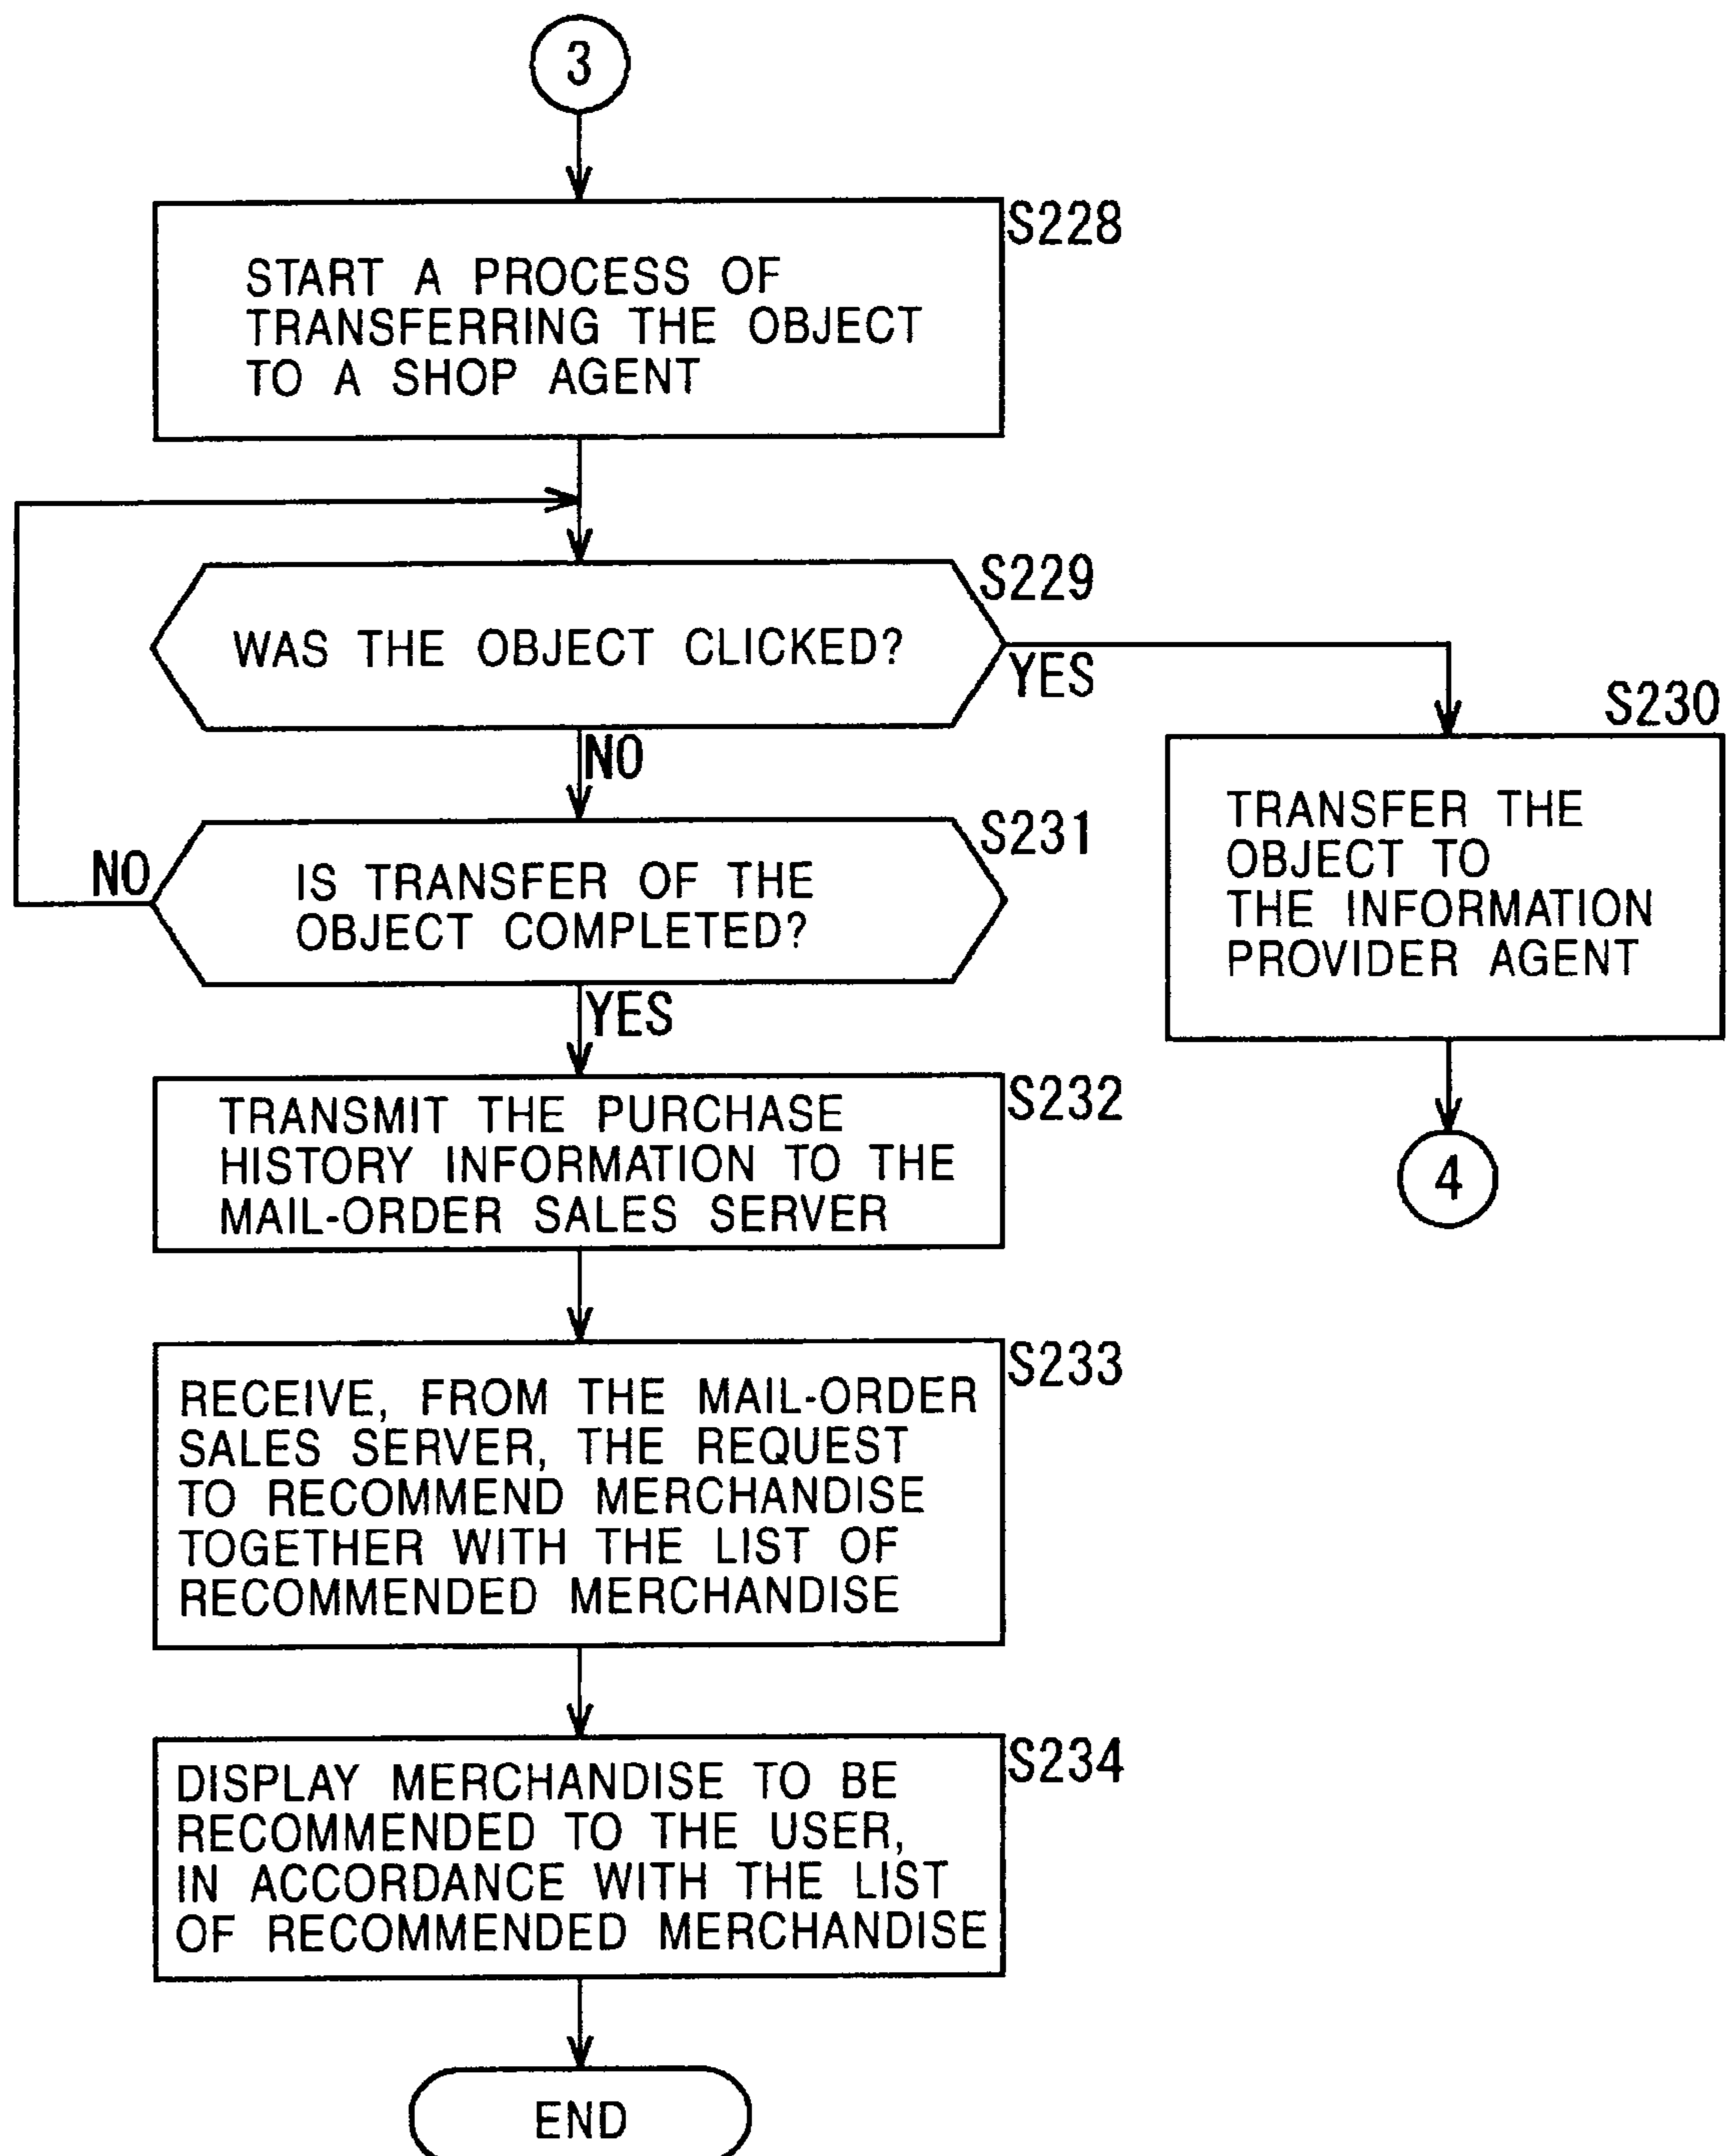 3
S228
START A PROCESS OF
TRANSFERRING THE OBJECT
TO A SHOP AGENT
S229
WAS THE OBJECT CLICKED?
YES
NO
S230
TRANSFER THE
OBJECT TO
THE INFORMATION
PROVIDER AGENT
4
S231
NO
IS TRANSFER OF THE
OBJECT COMPLETED?
YES
S232
TRANSMIT THE PURCHASE
HISTORY INFORMATION TO THE
MAIL-ORDER SALES SERVER
S233
RECEIVE, FROM THE MAIL-ORDER
SALES SERVER, THE REQUEST
TO RECOMMEND MERCHANDISE
TOGETHER WITH THE LIST OF
RECOMMENDED MERCHANDISE
S234
DISPLAY MERCHANDISE TO BE
RECOMMENDED TO THE USER,
IN ACCORDANCE WITH THE LIST
OF RECOMMENDED MERCHANDISE
END